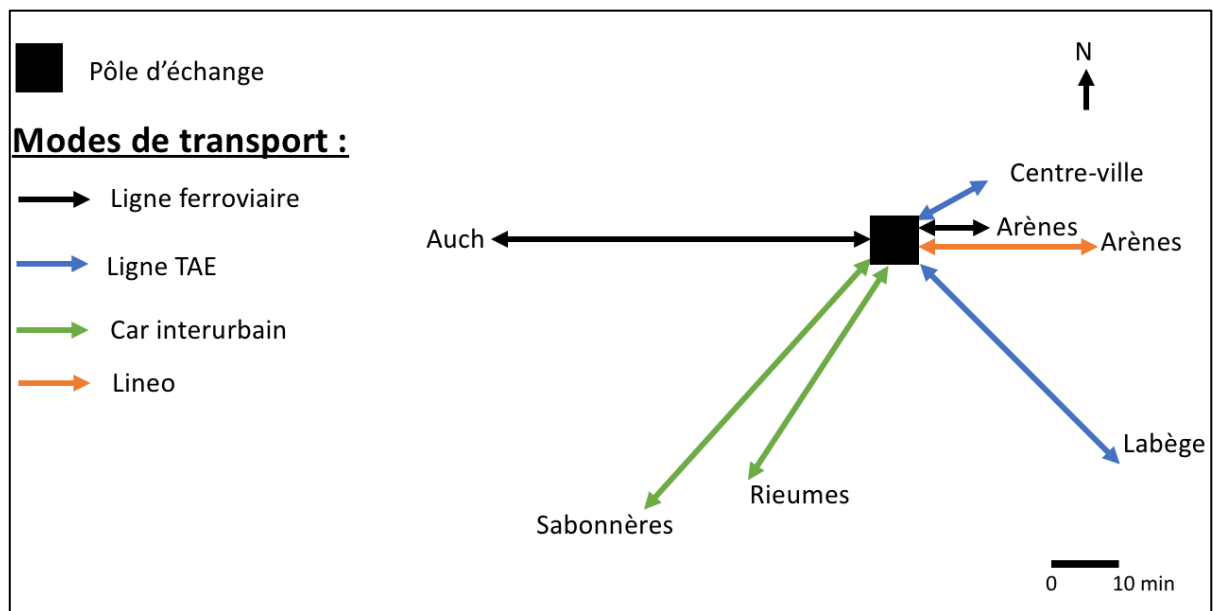 Pôle d’échange
Modes de transport :
Ligne ferroviaire
Ligne TAE
Car interurbain
Lineo
N
Centre-ville
Arènes
Arènes
Auch
Labège
Rieumes
Sabonnères
0 10 min